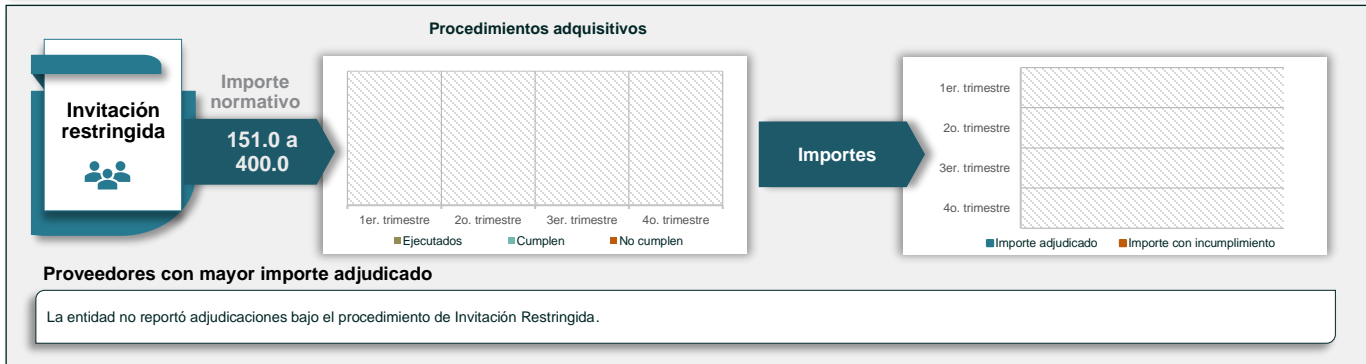 Procedimientos adquisitivos
Invitación
restringida
Importe
normativo
151.0 a
400.0
1er. trimestre
2o. trimestre
3er. trimestre
4o. trimestre
Ejecutados
Cumplen
No cumplen
Importes
1er. trimestre
2o. trimestre
3er. trimestre
4o. trimestre
Importe adjudicado
Importe con incumplimiento
Proveedores con mayor importe adjudicado
La entidad no reportó adjudicaciones bajo el procedimiento de Invitación Restringida.